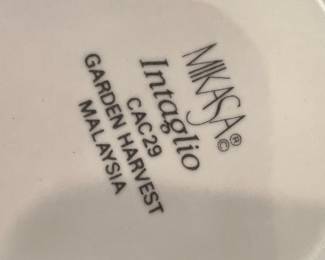 MIKASA®©
Intaglio
CAC29
GARDEN HARVEST
MALAYSIA